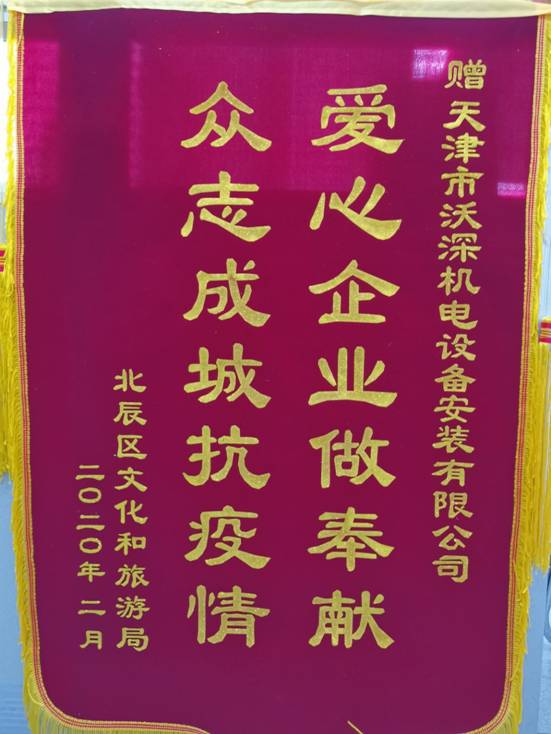 赠天津市沃深机电设备安装有限公司
爱心企业做奉献
众志成城抗疫情
北辰区文化和旅游局
二〇二〇年二月